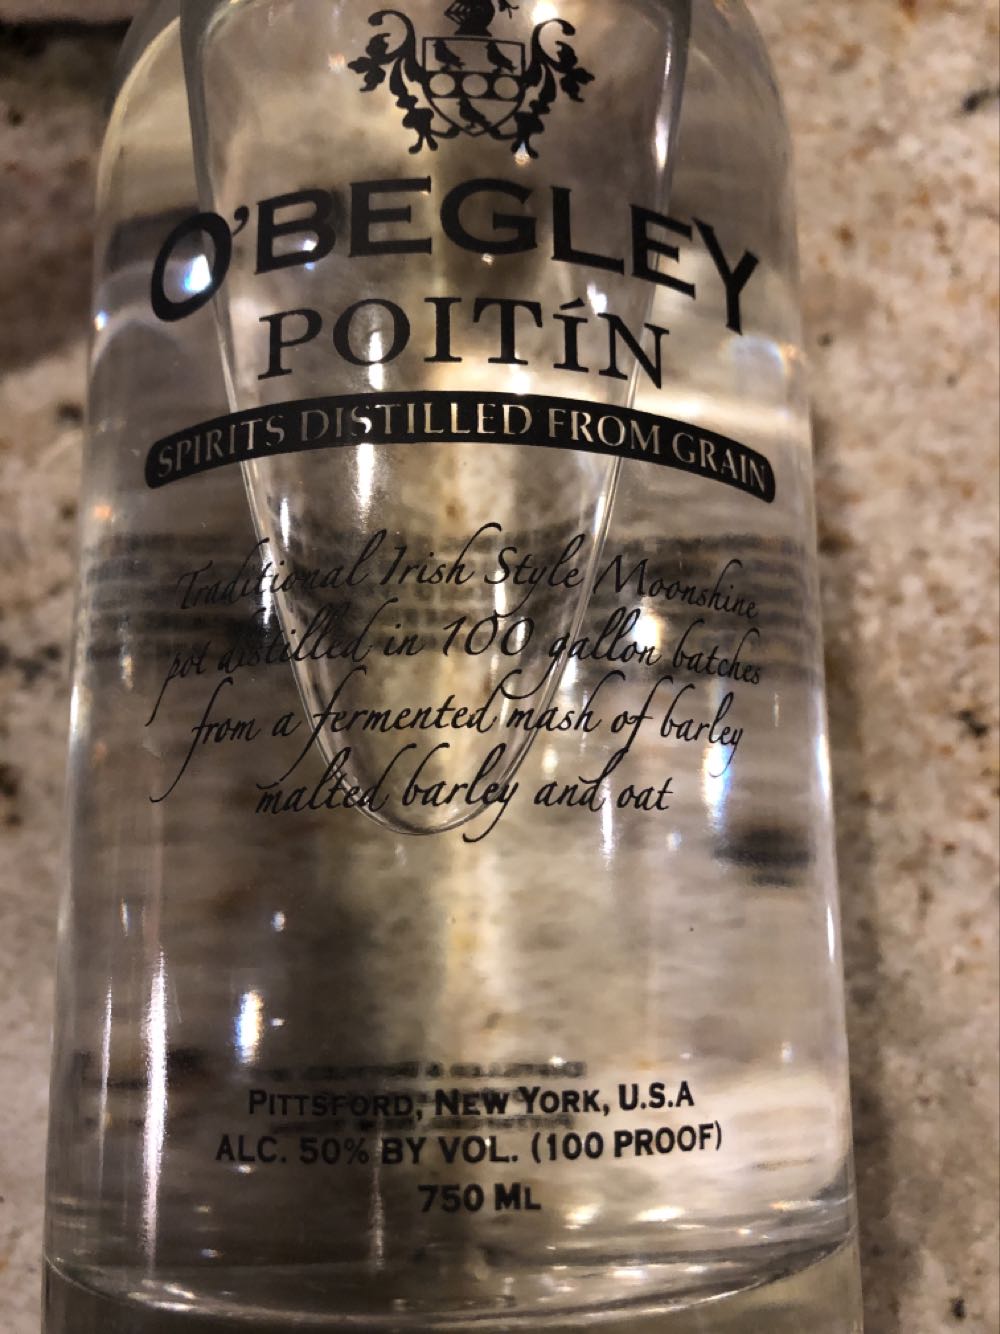 O'BEGLEY
POITÍN
SPIRITS DISTILLED FROM GRAIN
Traditional Irish Style Moonshine
pot distilled in 100 gallon batches
from a fermented mash of barley
malted barley and oat
PITTSFORD, NEW YORK, U.S.A
ALC. 50% BY VOL. (100 PROOF)
750 ML